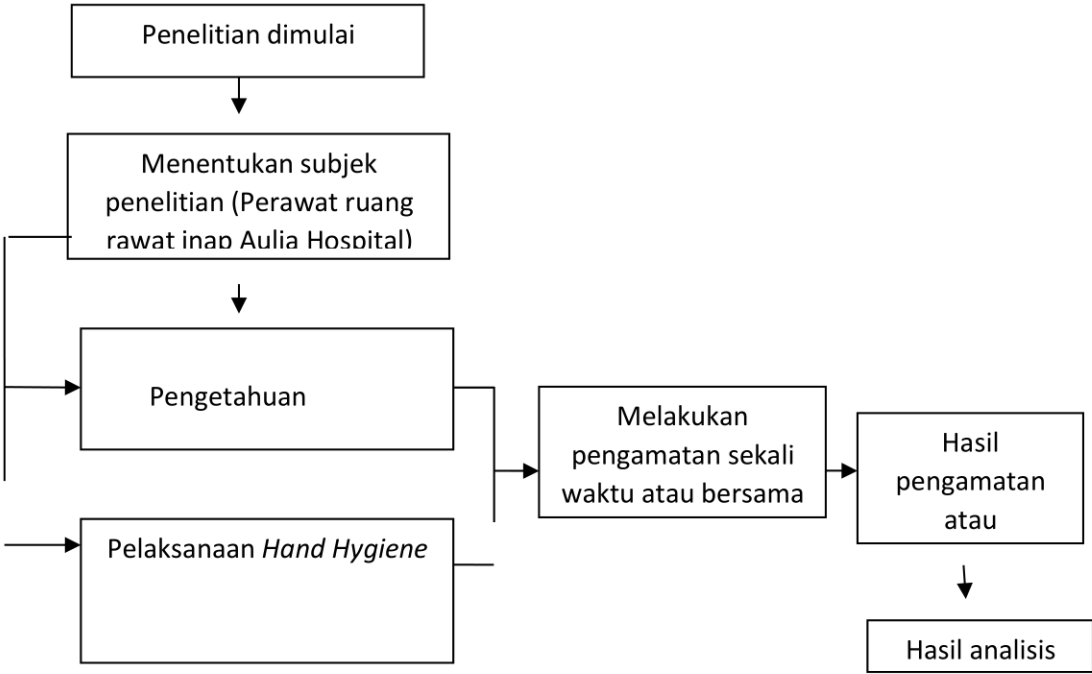 Penelitian dimulai
Menentukan subjek
penelitian (Perawat ruang
rawat inap Aulia Hospital)
Pengetahuan
Pelaksanaan Hand Hygiene
Melakukan
pengamatan sekali
waktu atau bersama
Hasil
pengamatan
atau
Hasil analisis